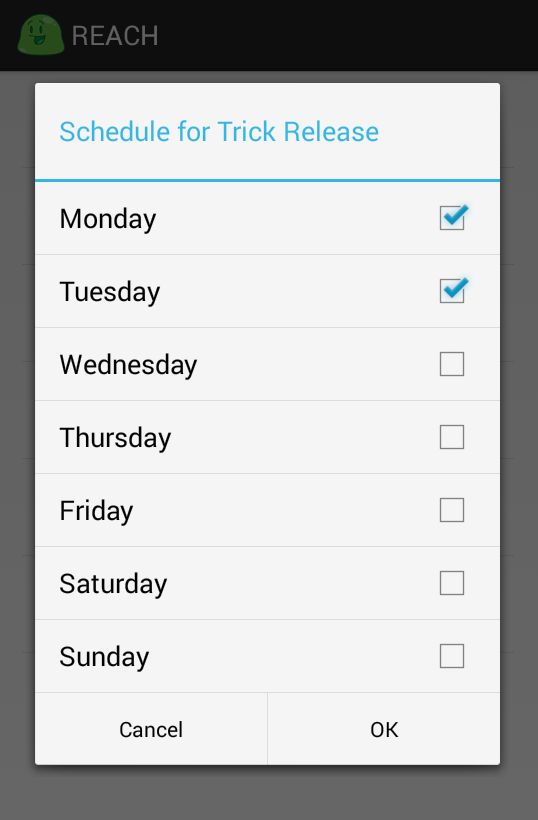 REACH
Schedule for Trick Release
Monday
Tuesday
Wednesday
Thursday
Friday
Saturday
Sunday
Cancel OK